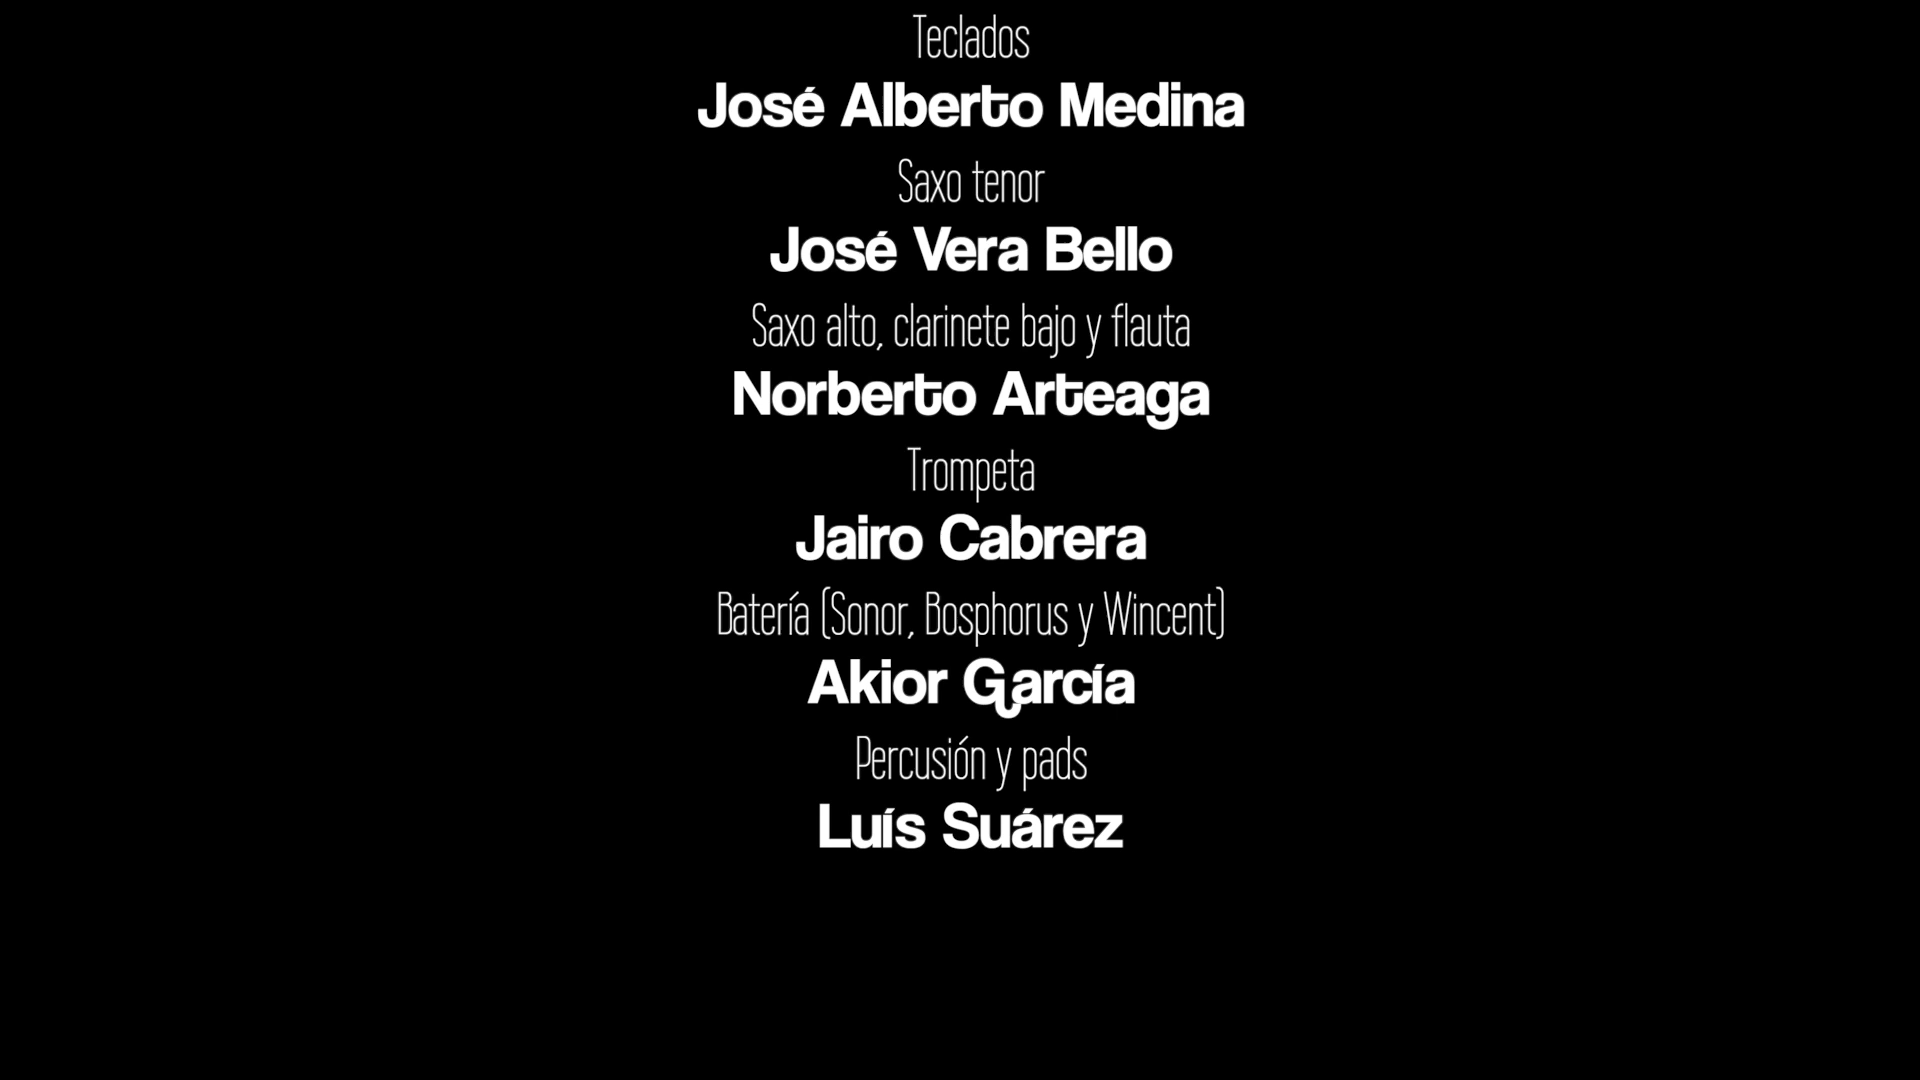 Teclados
José Alberto Medina
Saxo tenor
José Vera Bello
Saxo alto, clarinete bajo y flauta
Norberto Arteaga
Trompeta
Jairo Cabrera
Batería (Sonor, Bosphorus y Wincent)
Akior García
Percusión y pads
Luís Suárez